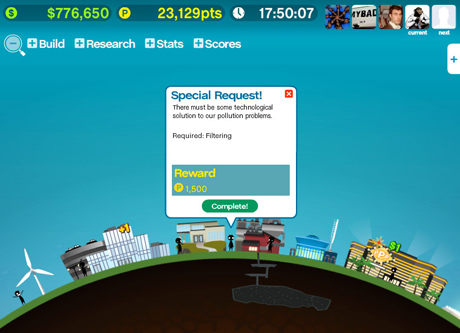 $776,650
23,129pts
17:50:07
MYBAD
current
next
Build
Research
Stats
Scores
Special Request!
There must be some technological
solution to our pollution problems.
Required: Filtering
Reward
1,500
Complete!
$1
$1